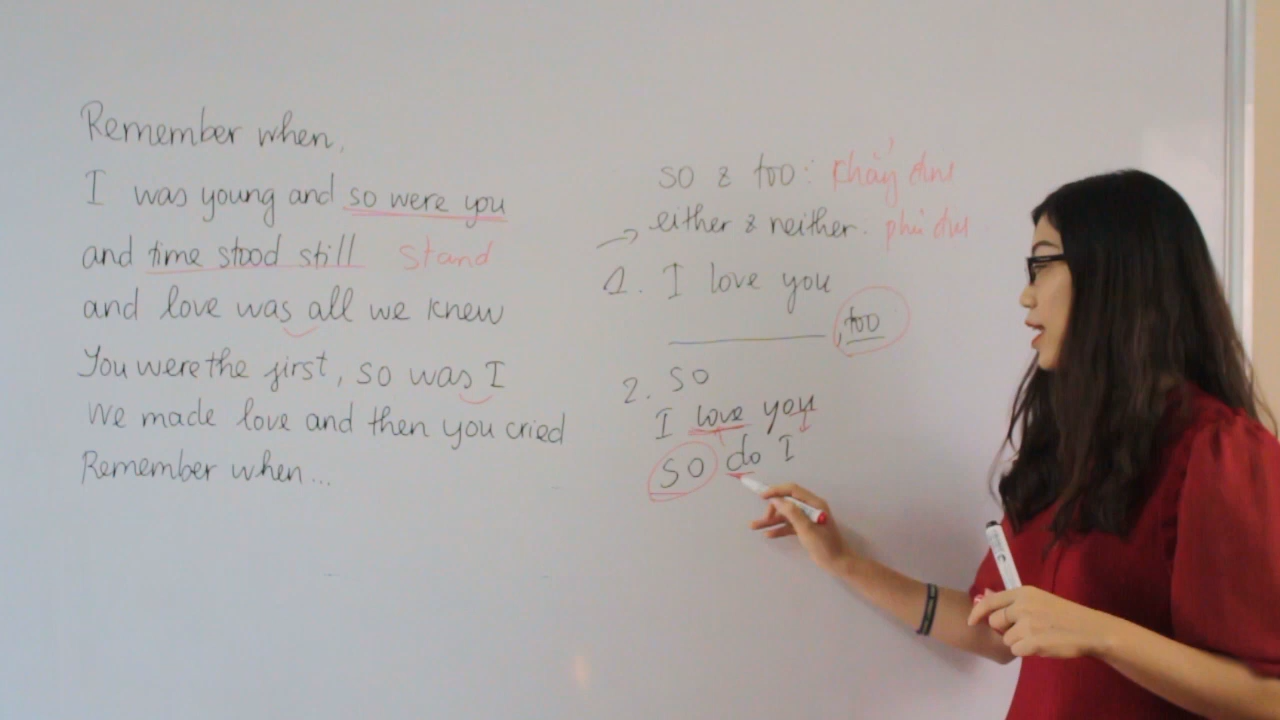 Remember when,
I was young and so were you
and time stood still stand
and love was all we knew
You were the first, so was I
We made love and then you cried
Remember when...
so & too: khẳng định
either & neither. phủ định
1. I love you
, too
2. so
I love you
so do I